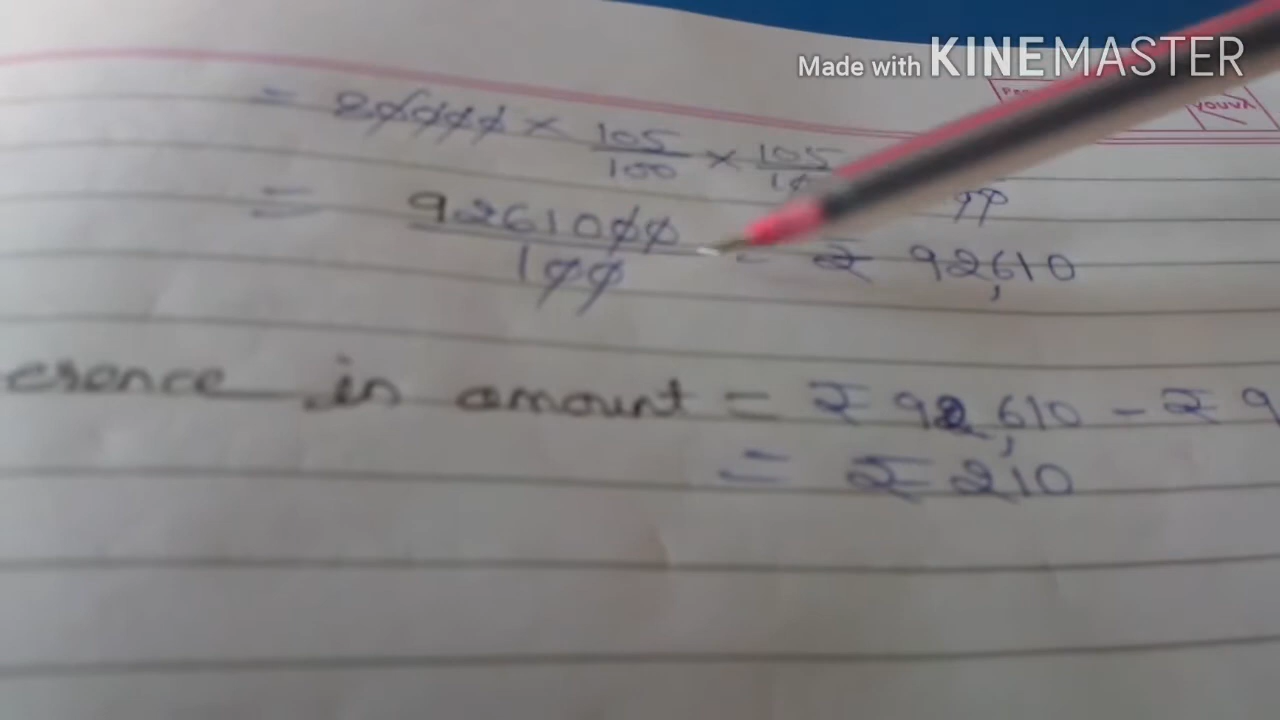 Made with KINEMASTER
YOUVA
= 80000 × 105/100 × 105/10
= 9261000/100 = ₹ 92,610
erence in amount = ₹ 92,610 - ₹ 9
= ₹ 210